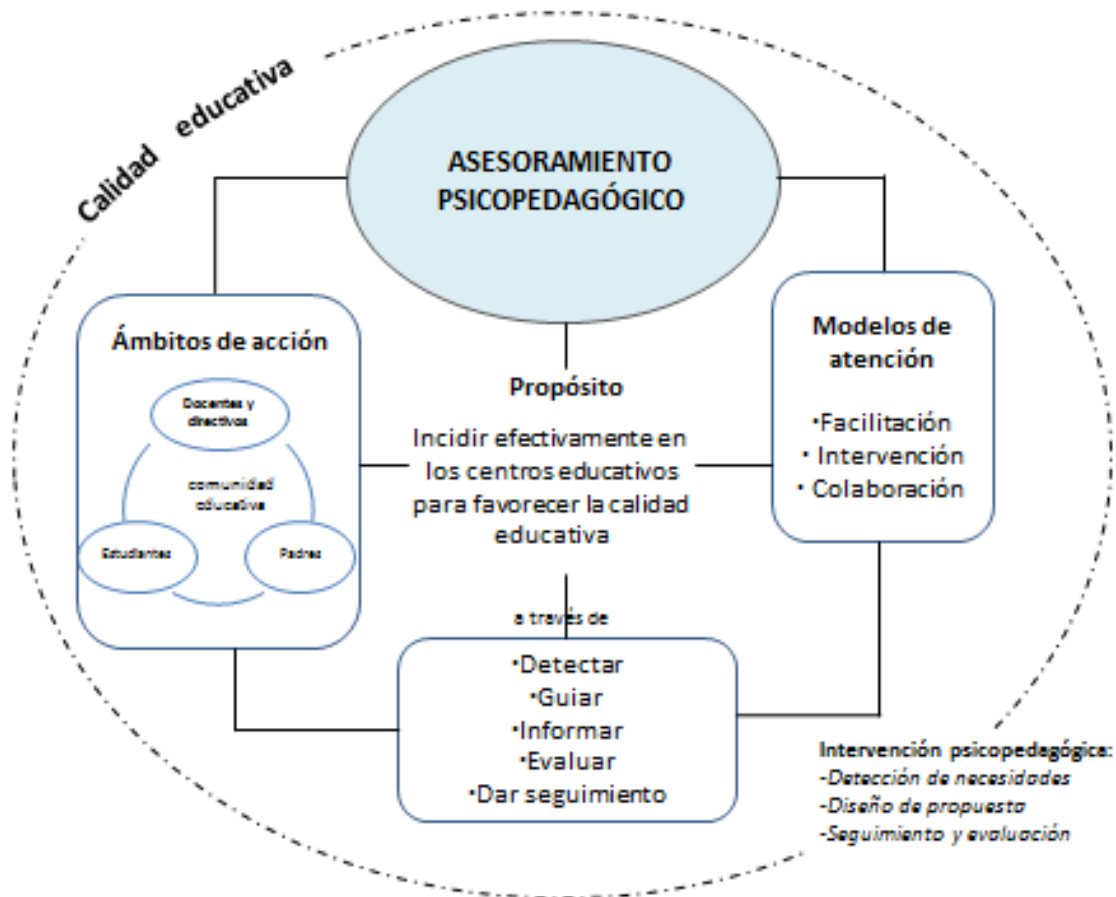 Calidad educativa
ASESORAMIENTO
PSICOPEDAGÓGICO
Ámbitos de acción
Docentes y
directivos
comunidad
educativa
Estudiantes
Padres
Propósito
Incidir efectivamente en
los centros educativos
para favorecer la calidad
educativa
Modelos de
atención
•Facilitación
• Intervención
• Colaboración
a través de
•Detectar
•Guiar
•Informar
•Evaluar
•Dar seguimiento
Intervención psicopedagógica:
-Detección de necesidades
-Diseño de propuesta
-Seguimiento y evaluación